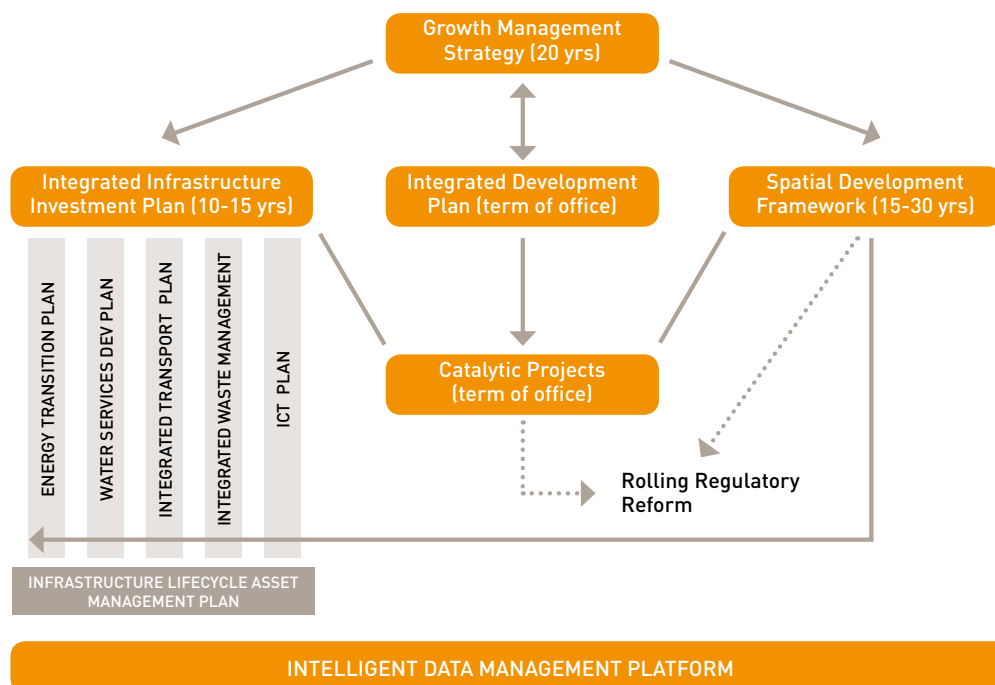 Growth Management
Strategy (20 yrs)
Integrated Infrastructure
Investment Plan (10-15 yrs)
Integrated Development
Plan (term of office)
Spatial Development
Framework (15-30 yrs)
ENERGY TRANSITION PLAN
WATER SERVICES DEV PLAN
INTEGRATED TRANSPORT PLAN
INTEGRATED WASTE MANAGEMENT
ICT PLAN
Catalytic Projects
(term of office)
Rolling Regulatory
Reform
INFRASTRUCTURE LIFECYCLE ASSET
MANAGEMENT PLAN
INTELLIGENT DATA MANAGEMENT PLATFORM